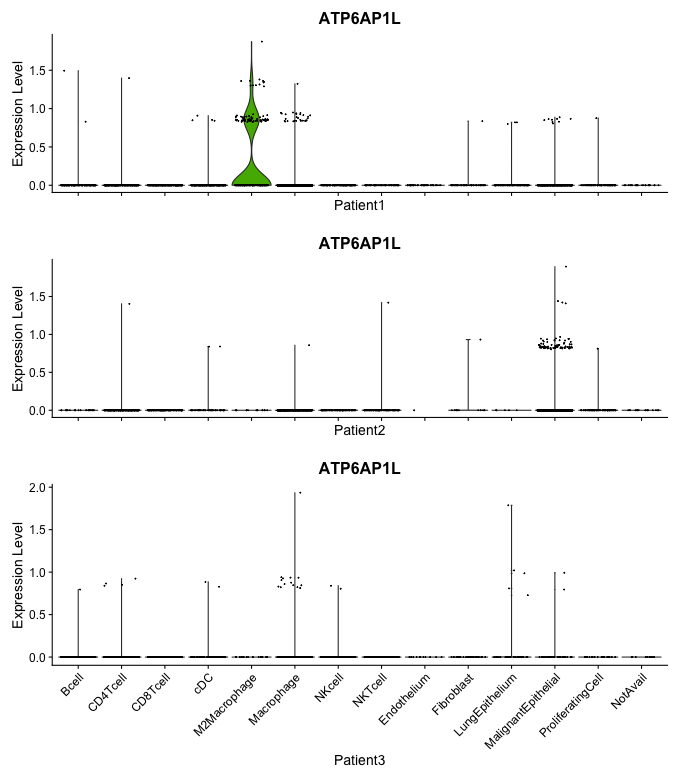 ATP6AP1L
Expression Level
1.5
1.0
0.5
0.0
Patient1
ATP6AP1L
Expression Level
1.5
1.0
0.5
0.0
Patient2
ATP6AP1L
Expression Level
2.0
1.5
1.0
0.5
0.0
Bcell
CD4Tcell
CD8Tcell
cDC
M2Macrophage
Macrophage
NKcell
NKTcell
Endothelium
Fibroblast
LungEpithelium
MalignantEpithelial
ProliferatingCell
NotAvail
Patient3